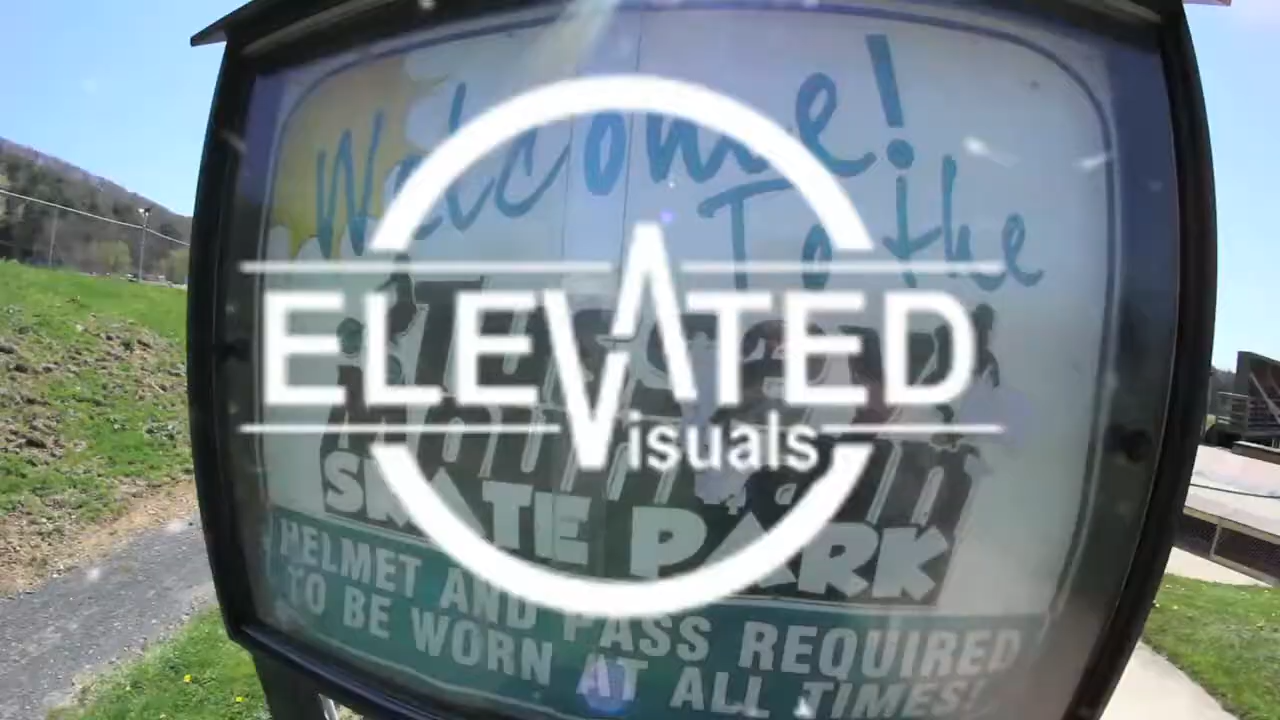 Welcome!
To the
ELEVATED
Visuals
SKATE PARK
HELMET AND PASS REQUIRED
TO BE WORN AT ALL TIMES!